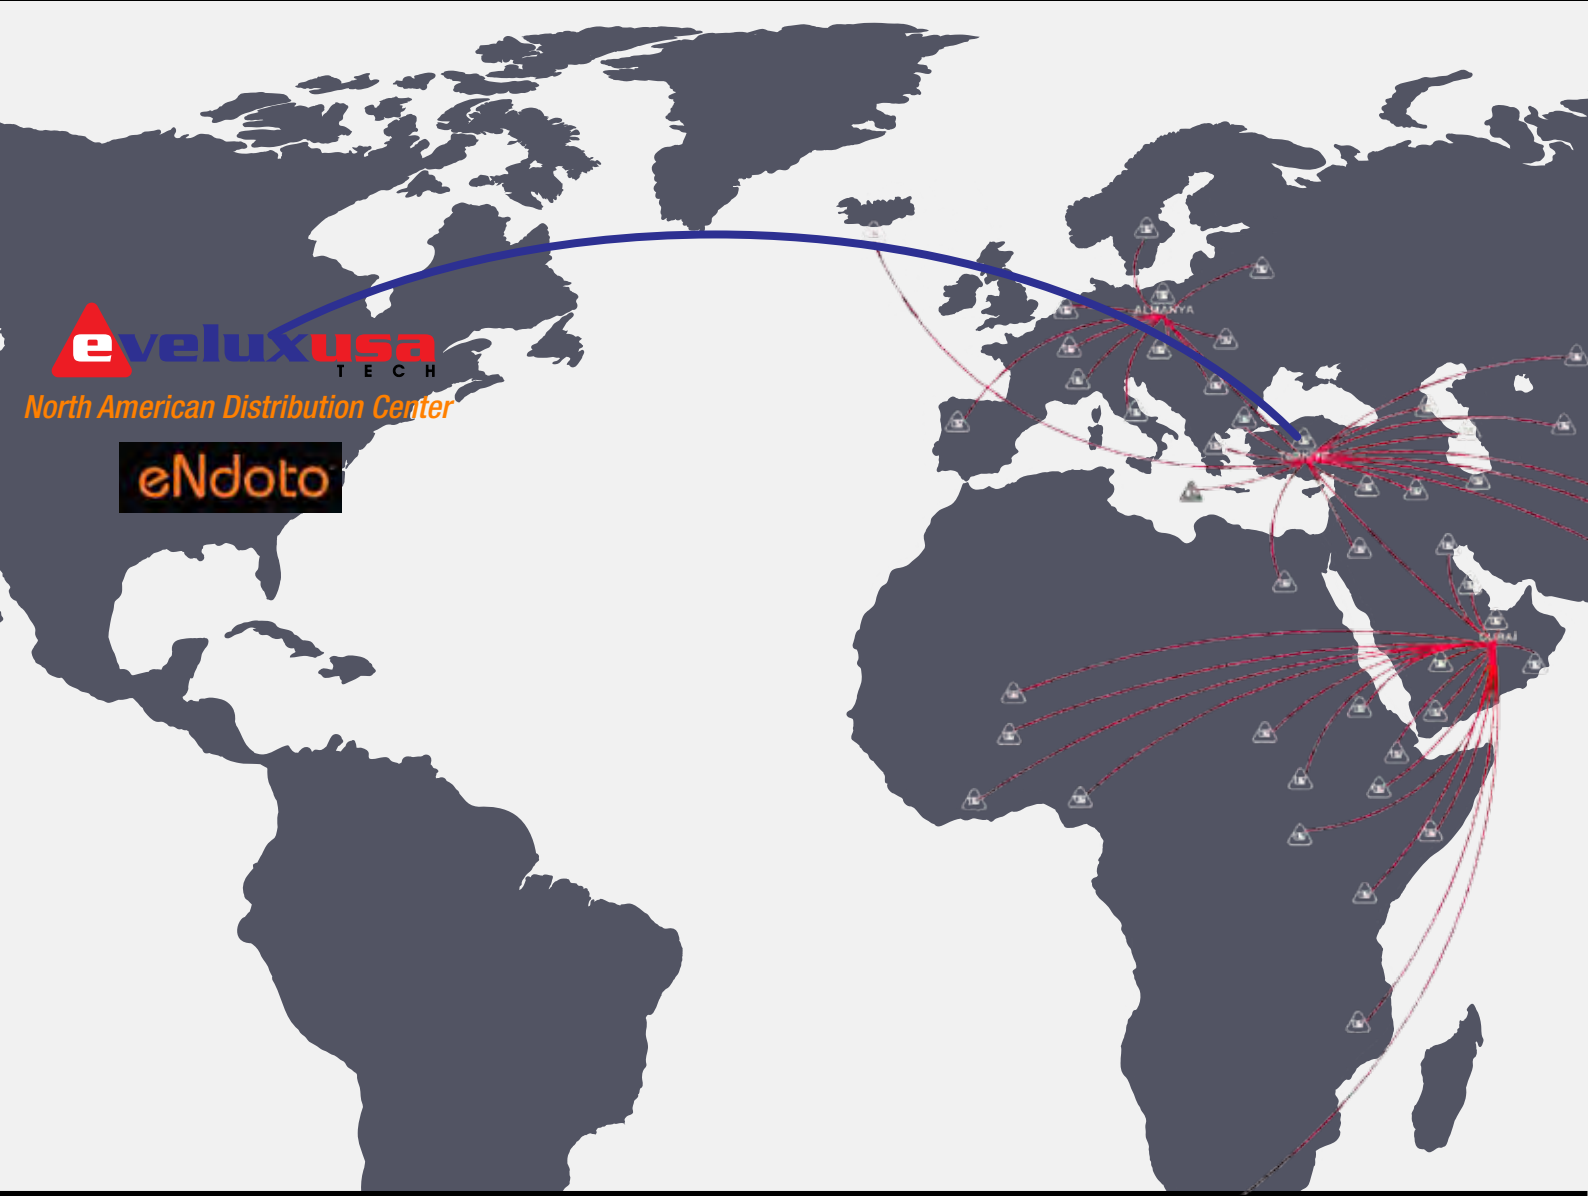 eveluxusa
TECH
North American Distribution Center
eNdoto
ALMANYA
DUBAİ